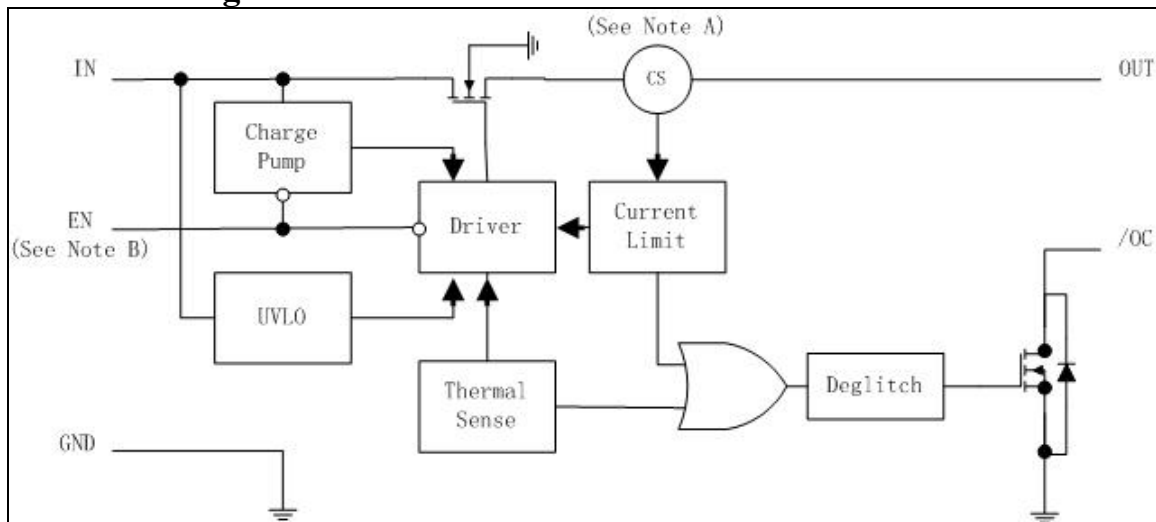 (See Note A)
IN
CS
OUT
Charge
Pump
EN
(See Note B)
Driver
Current
Limit
/OC
UVLO
Thermal
Sense
Deglitch
GND